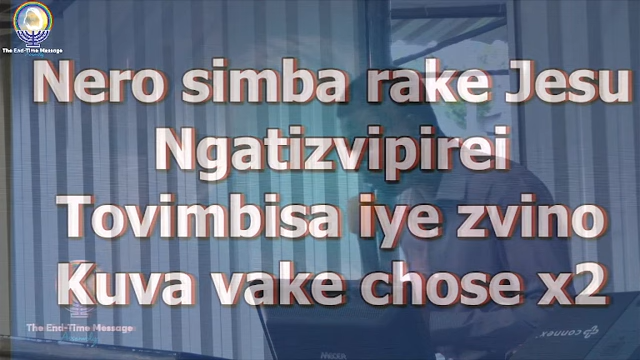 The End-Time Message
Nero simba rake Jesu
Ngatizvipirei
Tovimbisa iye zvino
Kuva vake chose x2
The End-Time Message
connex